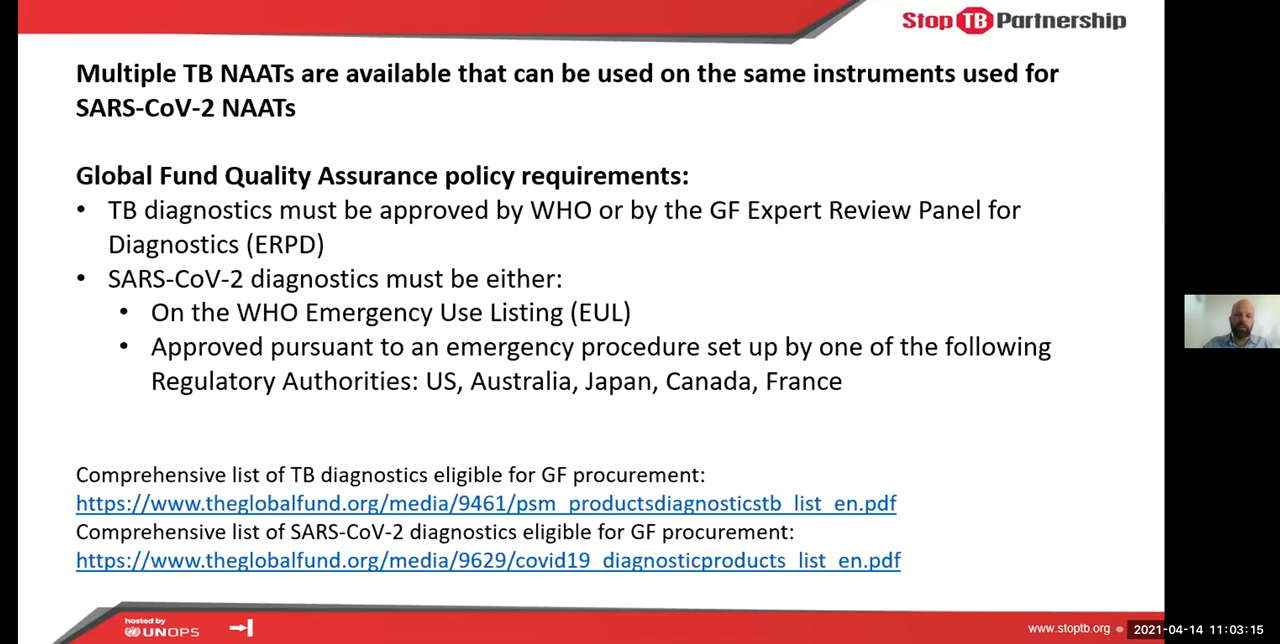 Stop TB Partnership
Multiple TB NAATs are available that can be used on the same instruments used for
SARS-CoV-2 NAATs
Global Fund Quality Assurance policy requirements:
• TB diagnostics must be approved by WHO or by the GF Expert Review Panel for
Diagnostics (ERPD)
• SARS-CoV-2 diagnostics must be either:
• On the WHO Emergency Use Listing (EUL)
• Approved pursuant to an emergency procedure set up by one of the following
Regulatory Authorities: US, Australia, Japan, Canada, France
Comprehensive list of TB diagnostics eligible for GF procurement:
https://www.theglobalfund.org/media/9461/psm_productsdiagnosticstb_list_en.pdf
Comprehensive list of SARS-CoV-2 diagnostics eligible for GF procurement:
https://www.theglobalfund.org/media/9629/covid19_diagnosticproducts_list_en.pdf
hosted by
UNOPS
www.stoptb.org
2021-04-14 11:03:15